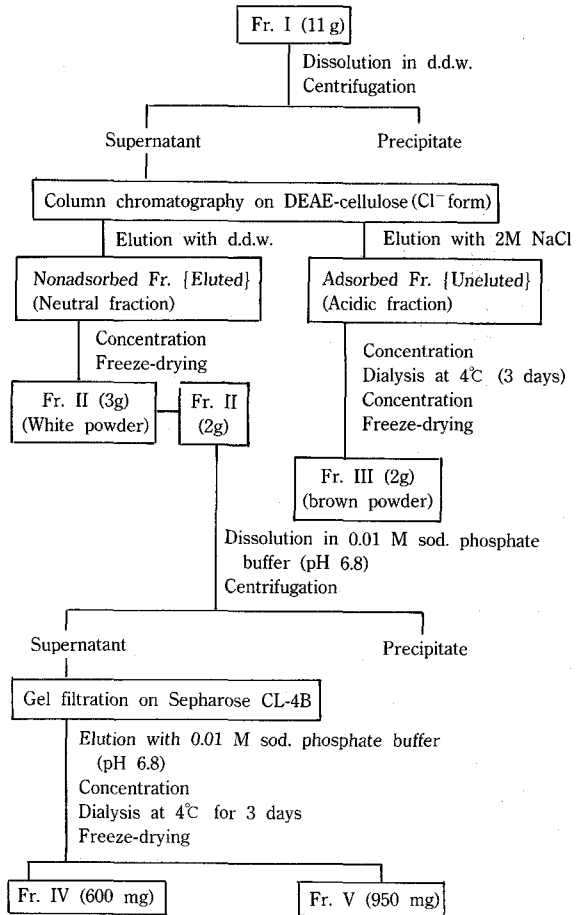 Fr. I (11 g)
Dissolution in d.d.w.
Centrifugation
Supernatant
Precipitate
Column chromatography on DEAE-cellulose (Cl⁻ form)
Elution with d.d.w.
Elution with 2M NaCl
Nonadsorbed Fr. {Eluted}
(Neutral fraction)
Adsorbed Fr. {Uneluted}
(Acidic fraction)
Concentration
Freeze-drying
Concentration
Dialysis at 4℃ (3 days)
Concentration
Freeze-drying
Fr. II (3g)
(White powder)
Fr. II
(2g)
Fr. III (2g)
(brown powder)
Dissolution in 0.01 M sod. phosphate
buffer (pH 6.8)
Centrifugation
Supernatant
Precipitate
Gel filtration on Sepharose CL-4B
Elution with 0.01 M sod. phosphate buffer
(pH 6.8)
Concentration
Dialysis at 4℃ for 3 days
Freeze-drying
Fr. IV (600 mg)
Fr. V (950 mg)